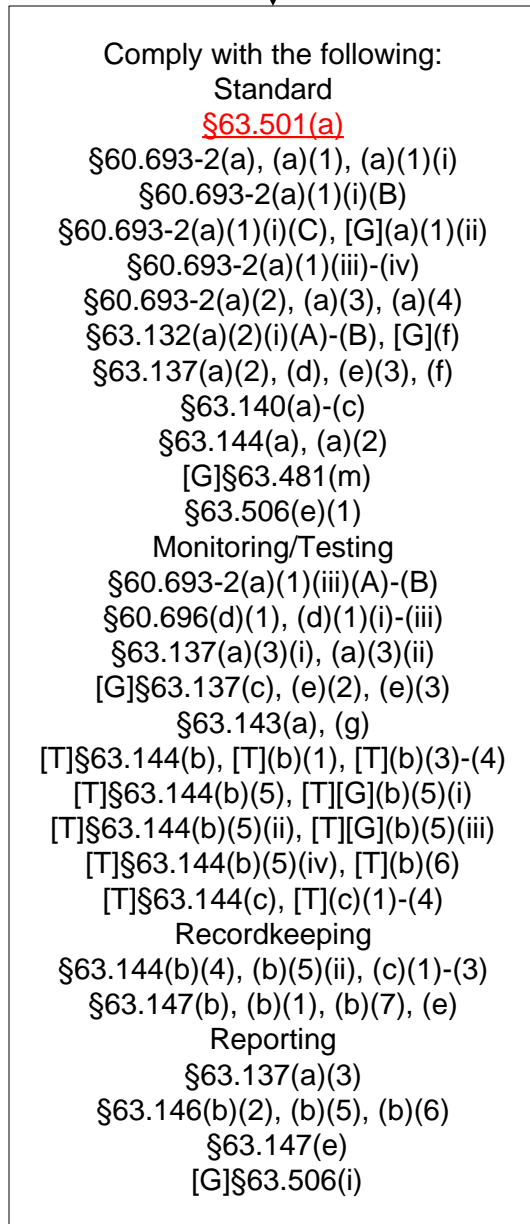 Comply with the following:
Standard
§63.501(a)
§60.693-2(a), (a)(1), (a)(1)(i)
§60.693-2(a)(1)(i)(B)
§60.693-2(a)(1)(i)(C), [G](a)(1)(ii)
§60.693-2(a)(1)(iii)-(iv)
§60.693-2(a)(2), (a)(3), (a)(4)
§63.132(a)(2)(i)(A)-(B), [G](f)
§63.137(a)(2), (d), (e)(3), (f)
§63.140(a)-(c)
§63.144(a), (a)(2)
[G]§63.481(m)
§63.506(e)(1)
Monitoring/Testing
§60.693-2(a)(1)(iii)(A)-(B)
§60.696(d)(1), (d)(1)(i)-(iii)
§63.137(a)(3)(i), (a)(3)(ii)
[G]§63.137(c), (e)(2), (e)(3)
§63.143(a), (g)
[T]§63.144(b), [T](b)(1), [T](b)(3)-(4)
[T]§63.144(b)(5), [T][G](b)(5)(i)
[T]§63.144(b)(5)(ii), [T][G](b)(5)(iii)
[T]§63.144(b)(5)(iv), [T](b)(6)
[T]§63.144(c), [T](c)(1)-(4)
Recordkeeping
§63.144(b)(4), (b)(5)(ii), (c)(1)-(3)
§63.147(b), (b)(1), (b)(7), (e)
Reporting
§63.137(a)(3)
§63.146(b)(2), (b)(5), (b)(6)
§63.147(e)
[G]§63.506(i)